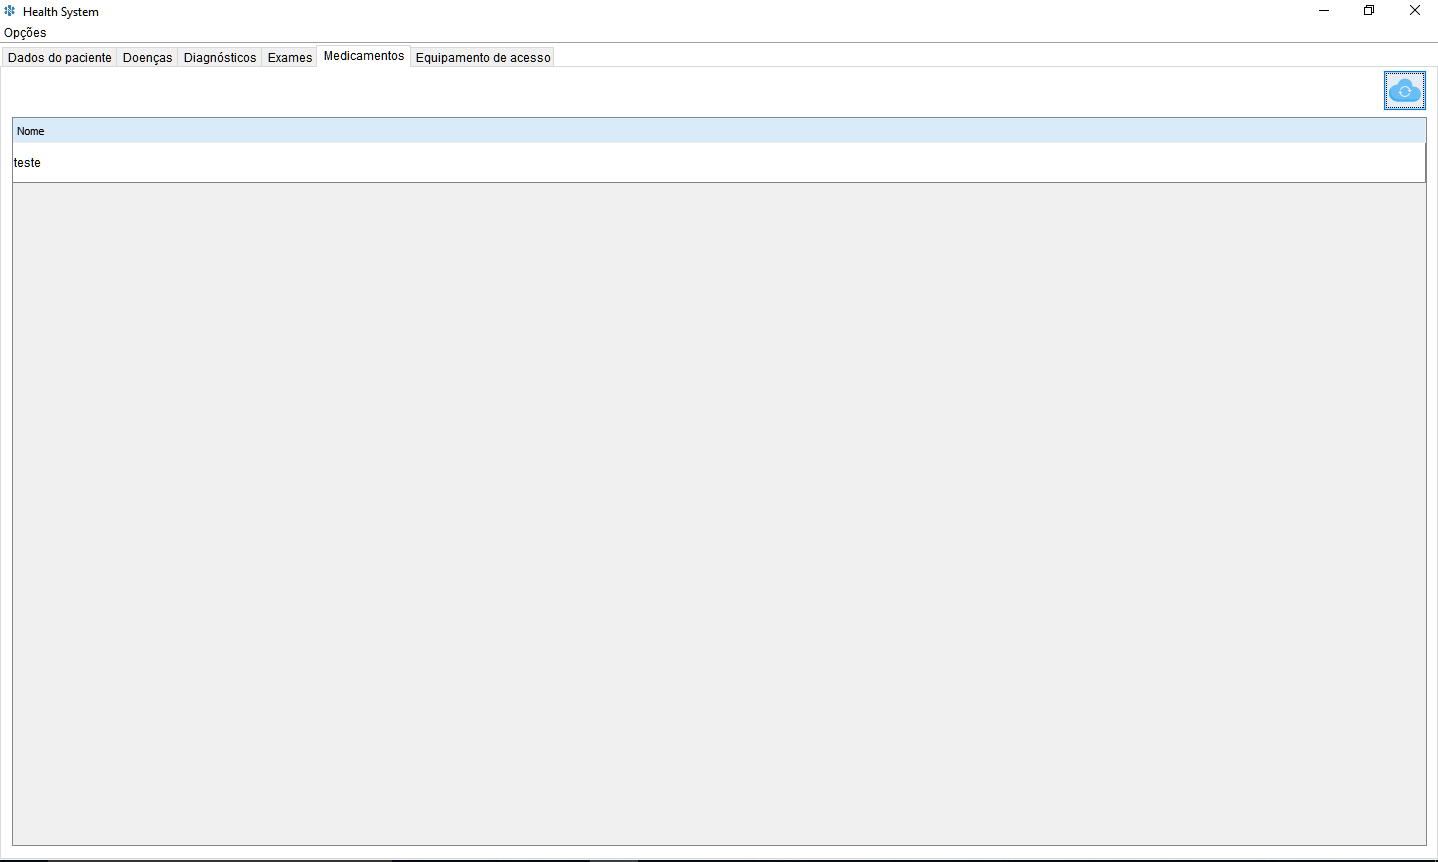 Health System
Opções
Dados do paciente Doenças Diagnósticos Exames Medicamentos Equipamento de acesso
Nome
teste